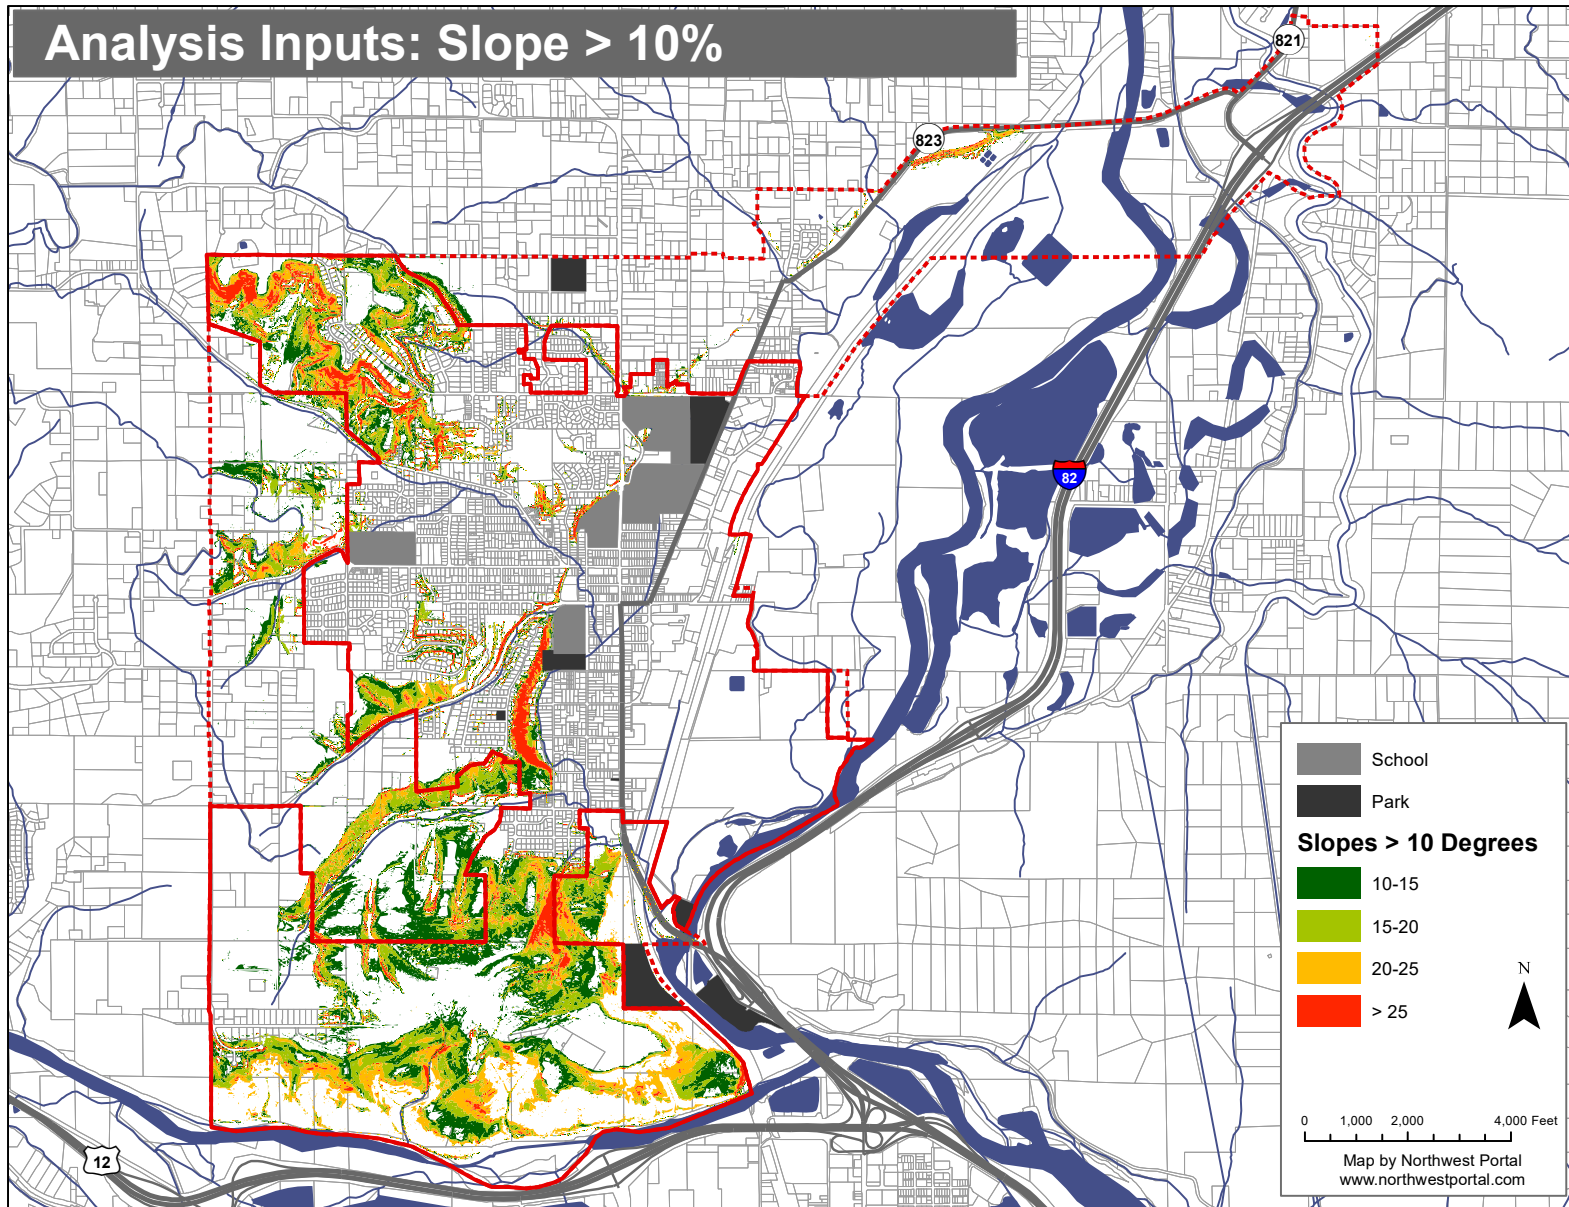 Analysis Inputs: Slope > 10%
821
823
82
12
School
Park
Slopes > 10 Degrees
10-15
15-20
20-25
> 25
N
0 1,000 2,000 4,000 Feet
Map by Northwest Portal
www.northwestportal.com